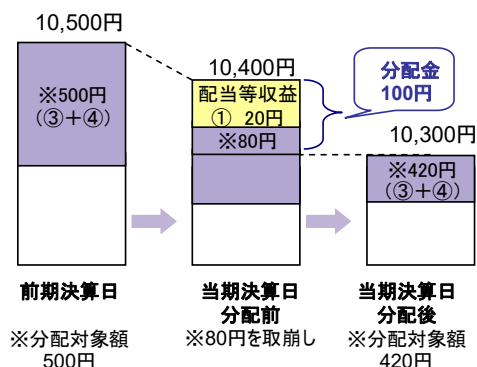 10,500円
※500円
(③+④)
10,400円
配当等収益
① 20円
※80円
分配金
100円
10,300円
※420円
(③+④)
前期決算日
※分配対象額
500円
当期決算日
分配前
※80円を取崩し
当期決算日
分配後
※分配対象額
420円